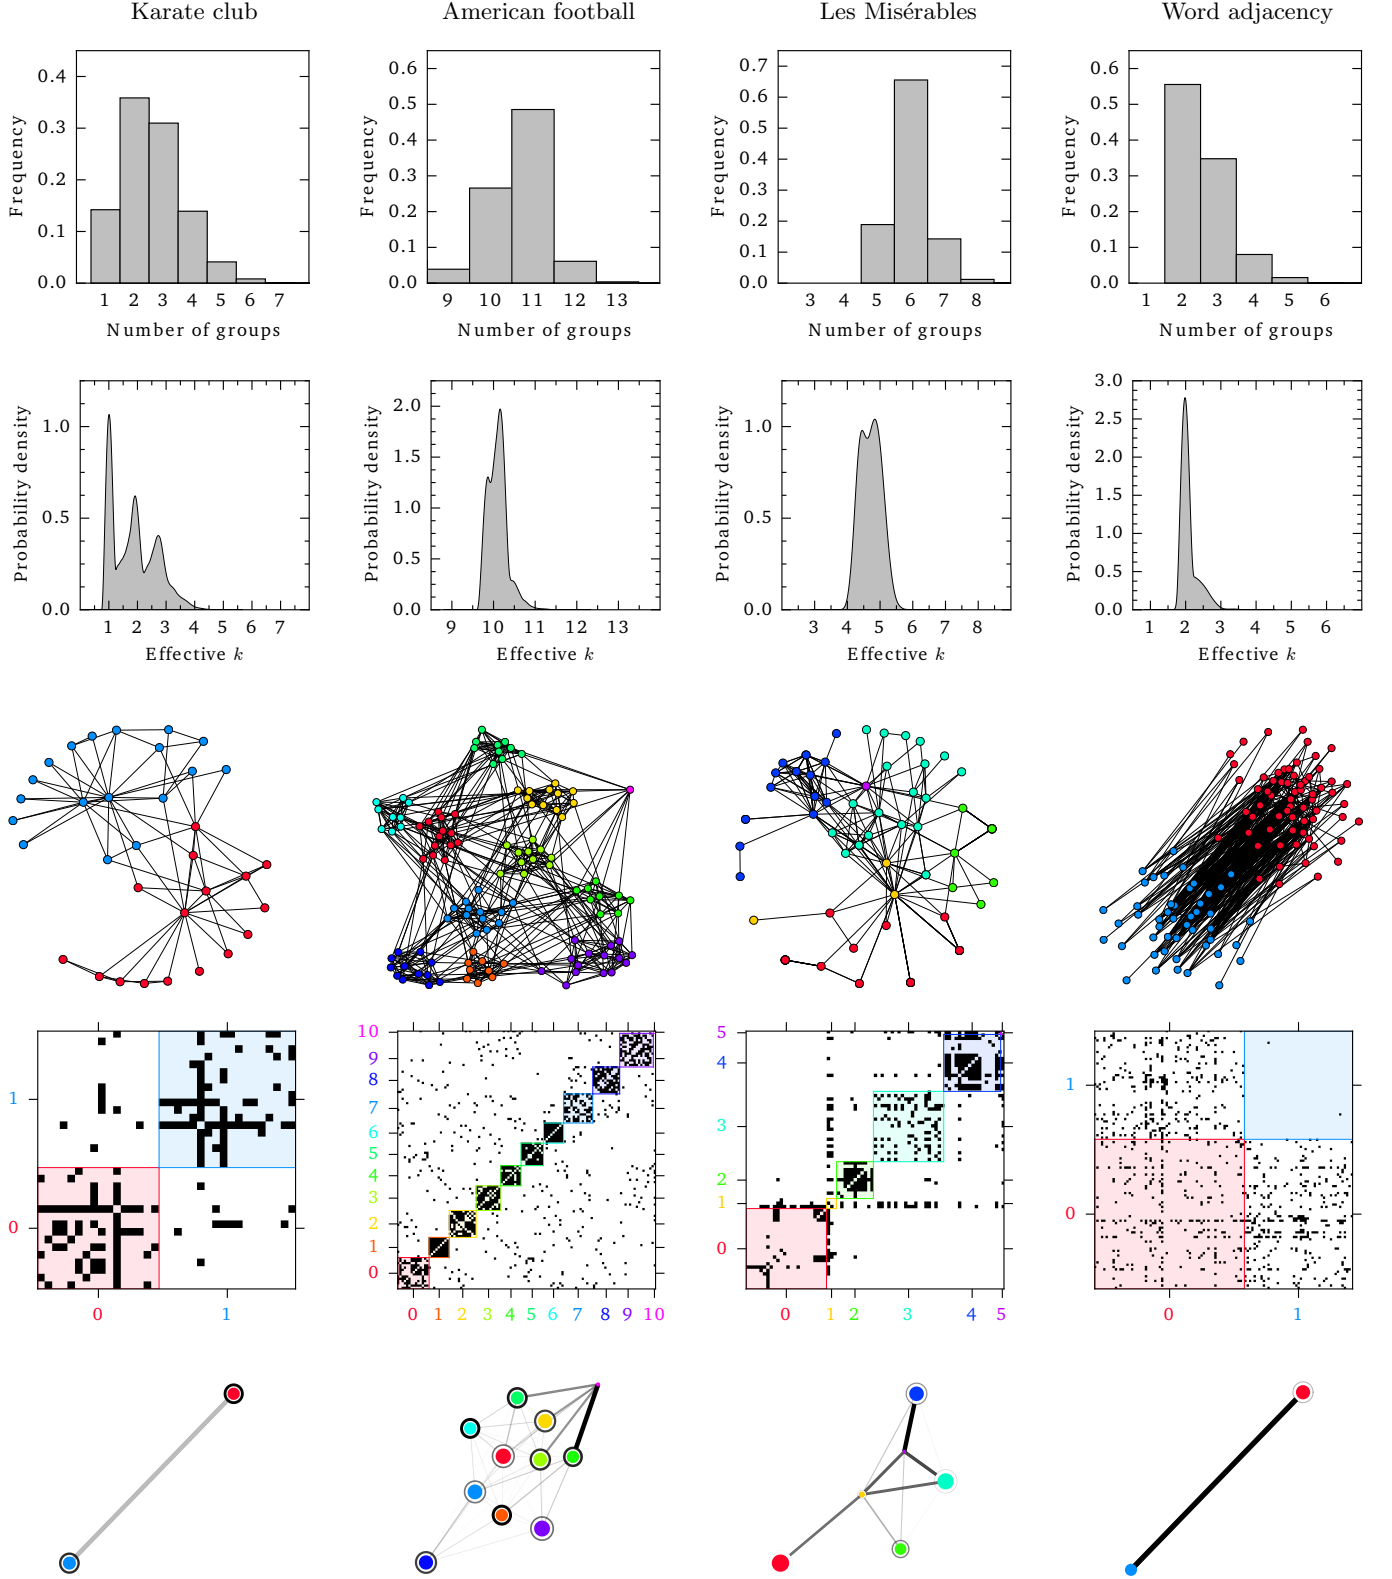 Karate club American football Les Misérables Word adjacency
0.4
0.3
0.2
0.1
0.0
Frequency
1 2 3 4 5 6 7
Number of groups
0.6
0.5
0.4
0.3
0.2
0.1
0.0
Frequency
9 10 11 12 13
Number of groups
0.7
0.6
0.5
0.4
0.3
0.2
0.1
0.0
Frequency
3 4 5 6 7 8
Number of groups
0.6
0.5
0.4
0.3
0.2
0.1
0.0
Frequency
1 2 3 4 5 6
Number of groups
1.0
0.5
0.0
Probability density
1 2 3 4 5 6 7
Effective k
2.0
1.5
1.0
0.5
0.0
Probability density
9 10 11 12 13
Effective k
1.0
0.5
0.0
Probability density
3 4 5 6 7 8
Effective k
3.0
2.5
2.0
1.5
1.0
0.5
0.0
Probability density
1 2 3 4 5 6
Effective k
1
0
0 1
10
9
8
7
6
5
4
3
2
1
0
0 1 2 3 4 5 6 7 8 9 10
5
4
3
2
1
0
0 1 2 3 4 5
1
0
0 1